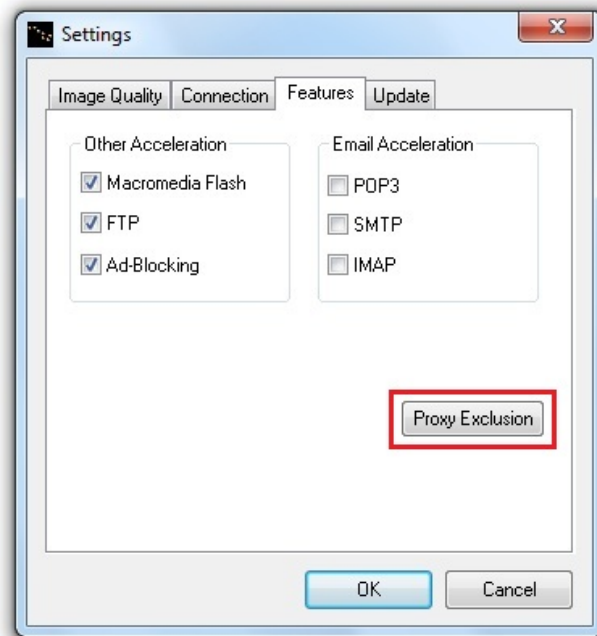 Settings
Image Quality Connection Features Update
Other Acceleration
Macromedia Flash
FTP
Ad-Blocking
Email Acceleration
POP3
SMTP
IMAP
Proxy Exclusion
OK Cancel